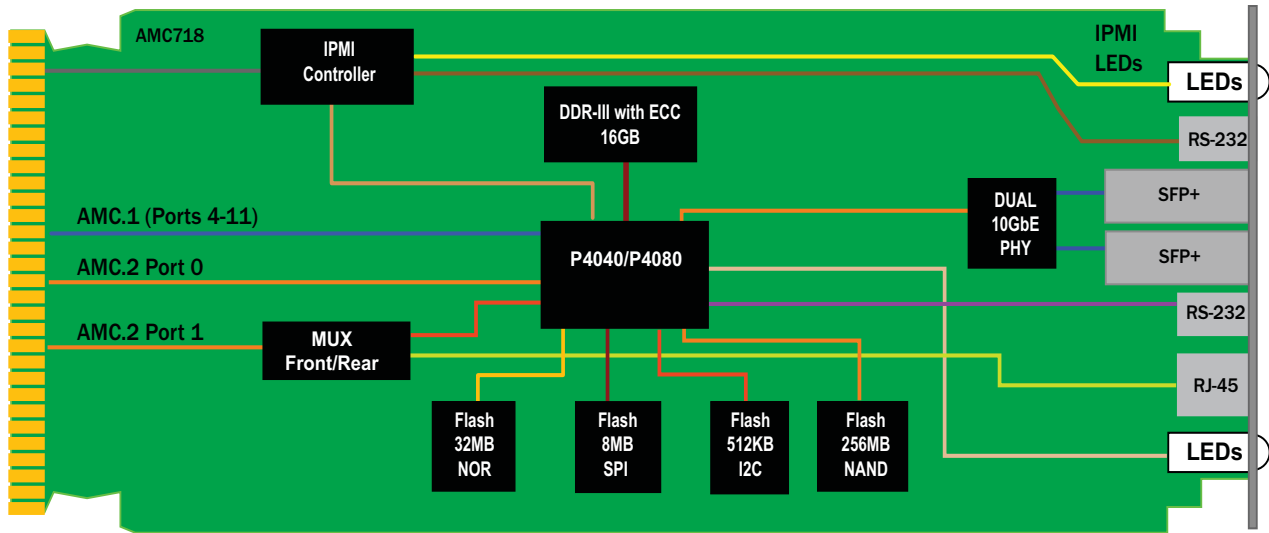 AMC718
IPMI
Controller
IPMI
LEDs
LEDs
DDR-III with ECC
16GB
RS-232
AMC.1 (Ports 4-11)
DUAL
10GbE
PHY
SFP+
SFP+
P4040/P4080
AMC.2 Port 0
RS-232
AMC.2 Port 1
MUX
Front/Rear
RJ-45
Flash
32MB
NOR
Flash
8MB
SPI
Flash
512KB
I2C
Flash
256MB
NAND
LEDs